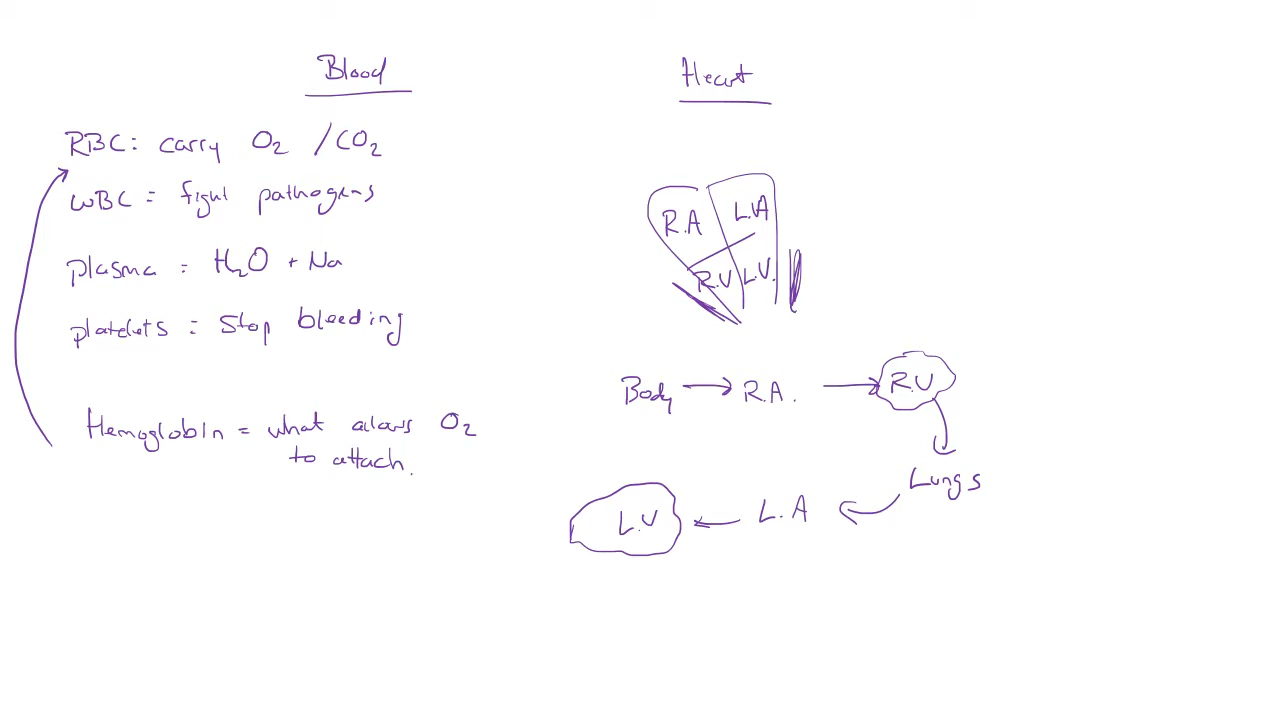 Blood
RBC: carry O₂ /CO₂
WBC = fight pathogens
plasma = H₂O + Na
platelets = Stop bleeding
Hemoglobin = what allows O₂
to attach.
Heart
R.A L.A
R.V L.V.
Body → R.A. → R.V
Lungs
L.V ← L.A